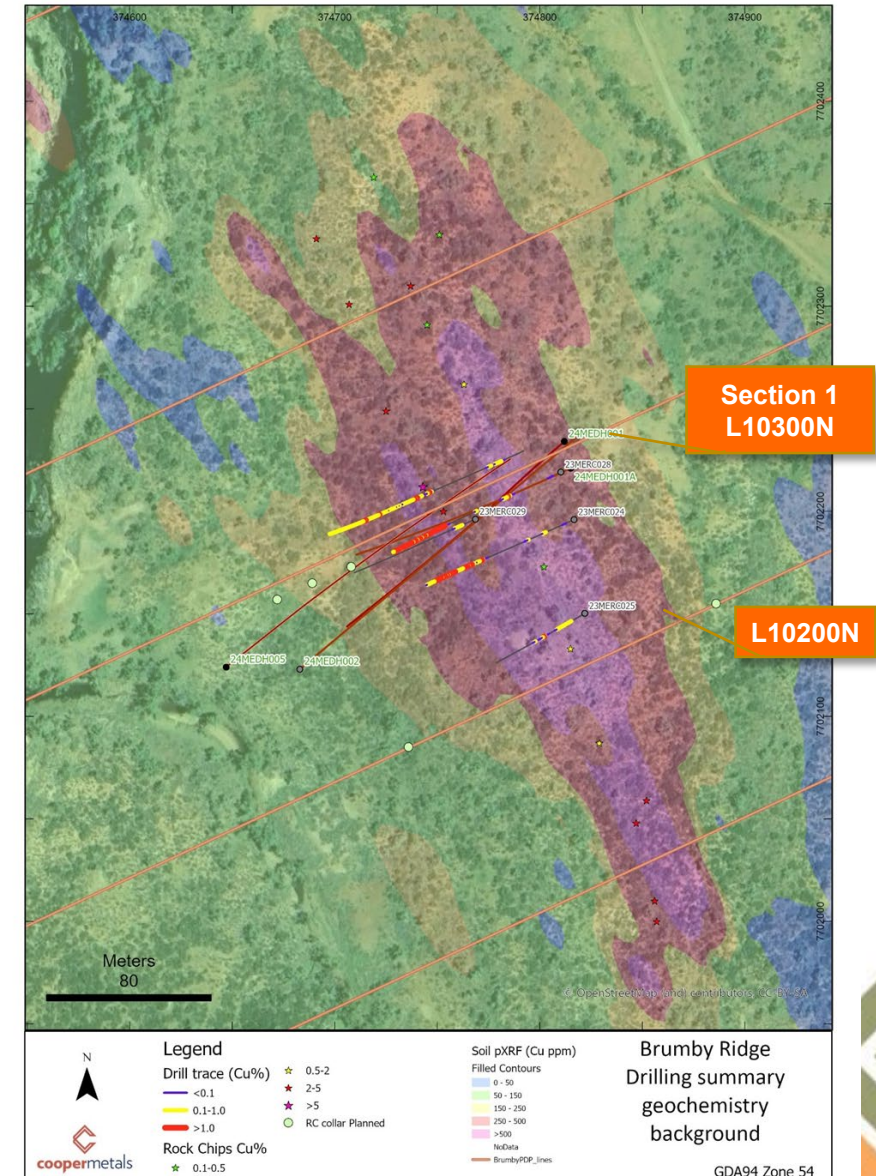 374600
374700
374800
374900
7702400
7702300
Section 1
L10300N
24MEDH001
23MERC028
24MEDH001A
7702200
23MERC029
23MERC024
23MERC025
L10200N
24MEDH005
24MEDH002
7702100
7702000
Meters
80
© OpenStreetMap (and) contributors, CC-BY-SA
N
coopermetals
Legend
Drill trace (Cu%)
<0.1
0.1-1.0
>1.0
Rock Chips Cu%
0.1-0.5
0.5-2
2-5
>5
RC collar Planned
Soil pXRF (Cu ppm)
Filled Contours
0 - 50
50 - 150
150 - 250
250 - 500
>500
NoData
BrumbyPDP_lines
Brumby Ridge
Drilling summary
geochemistry
background
GDA94 Zone 54